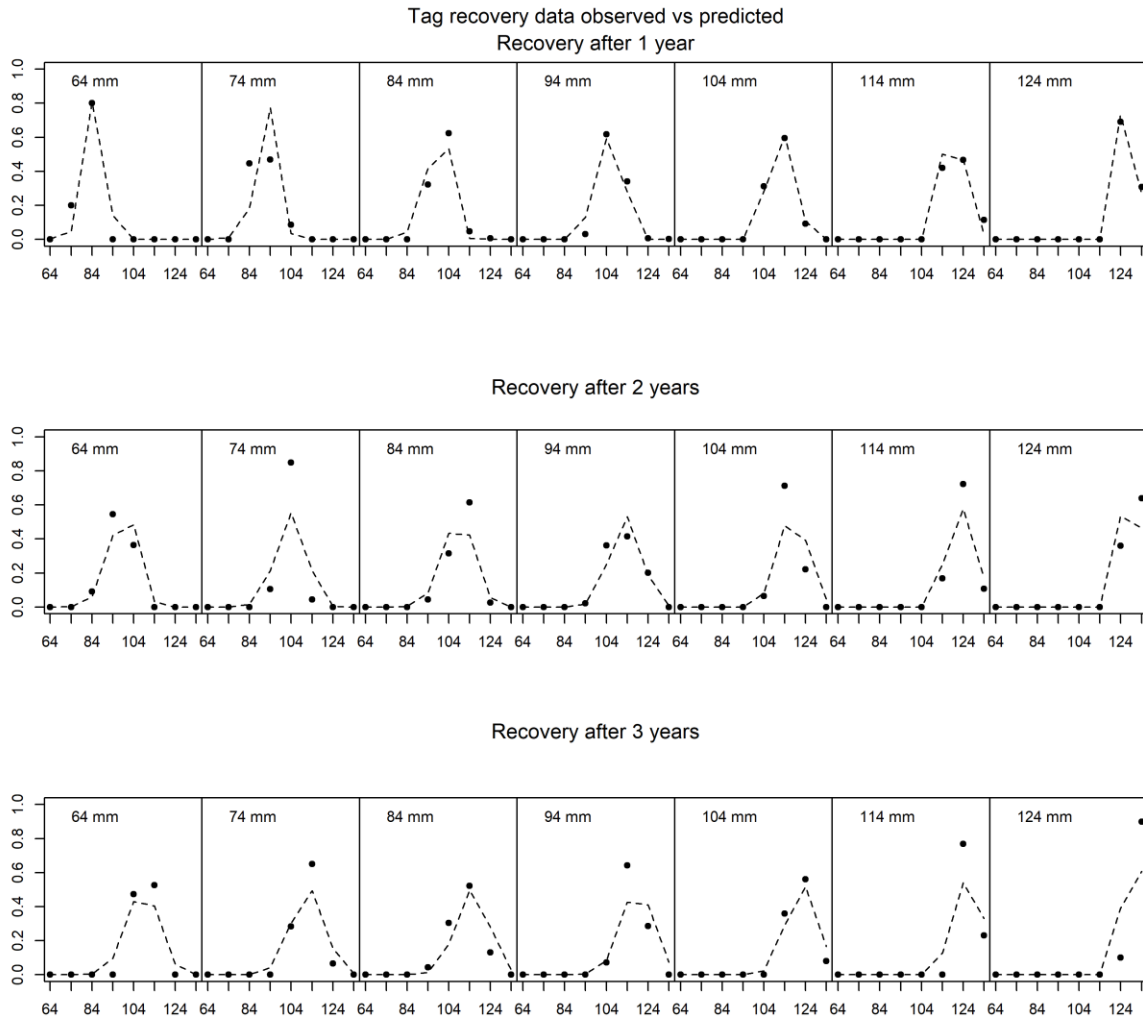 Tag recovery data observed vs predicted
Recovery after 1 year
64 mm 74 mm 84 mm 94 mm 104 mm 114 mm 124 mm
1.0
0.8
0.6
0.4
0.2
0.0
64 84 104 124 64 84 104 124 64 84 104 124 64 84 104 124 64 84 104 124 64 84 104 124 64 84 104 124
Recovery after 2 years
64 mm 74 mm 84 mm 94 mm 104 mm 114 mm 124 mm
1.0
0.8
0.6
0.4
0.2
0.0
64 84 104 124 64 84 104 124 64 84 104 124 64 84 104 124 64 84 104 124 64 84 104 124 64 84 104 124
Recovery after 3 years
64 mm 74 mm 84 mm 94 mm 104 mm 114 mm 124 mm
1.0
0.8
0.6
0.4
0.2
0.0
64 84 104 124 64 84 104 124 64 84 104 124 64 84 104 124 64 84 104 124 64 84 104 124 64 84 104 124